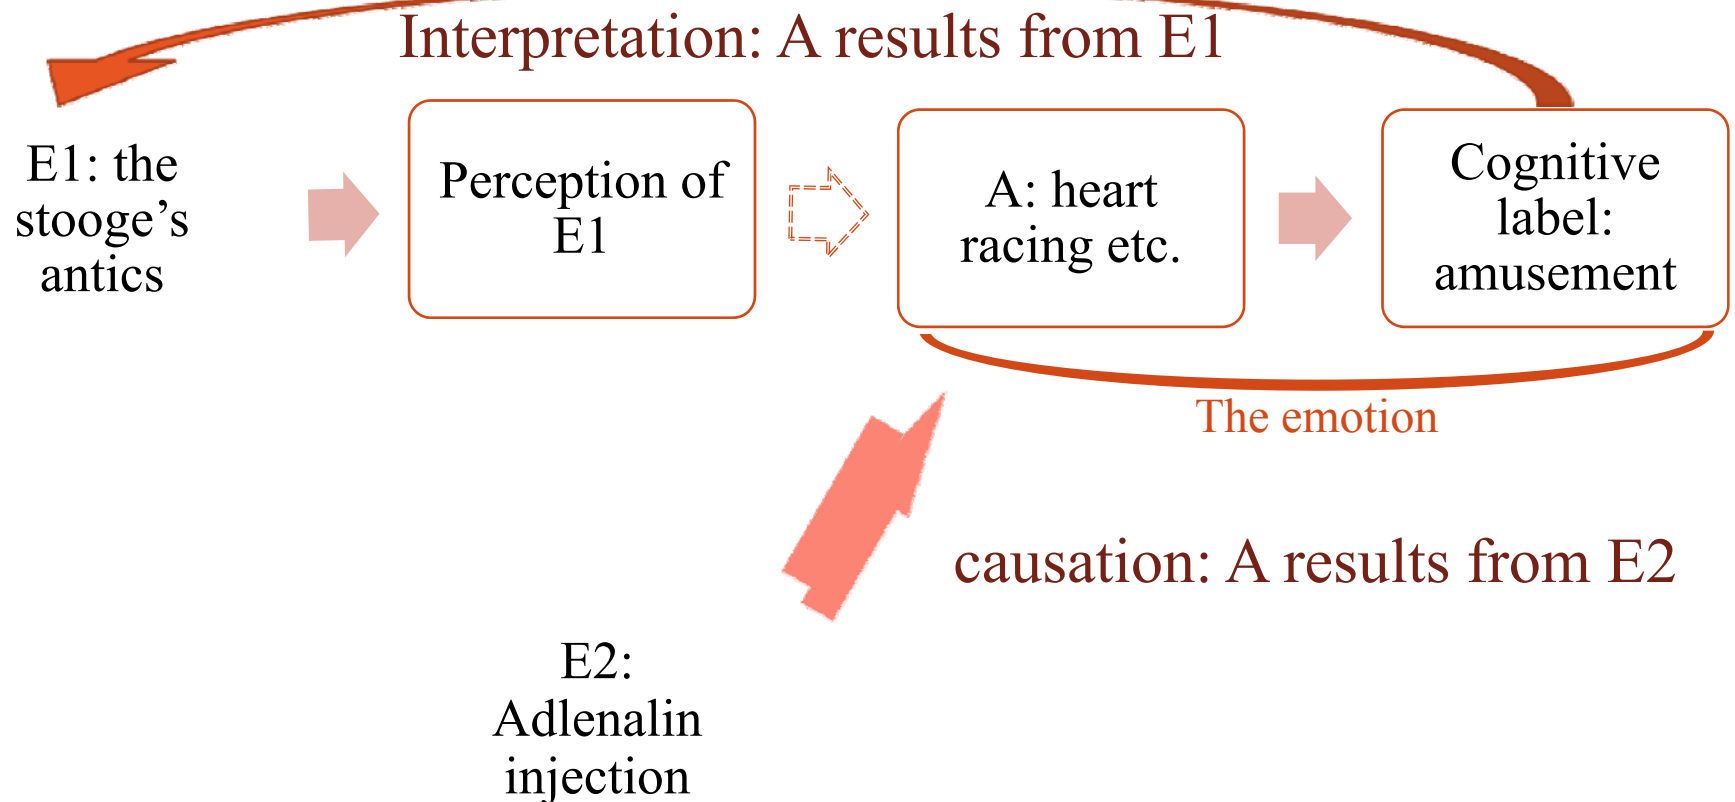 Interpretation: A results from E1
E1: the
stooge’s
antics
Perception of
E1
A: heart
racing etc.
Cognitive
label:
amusement
The emotion
causation: A results from E2
E2:
Adlenalin
injection